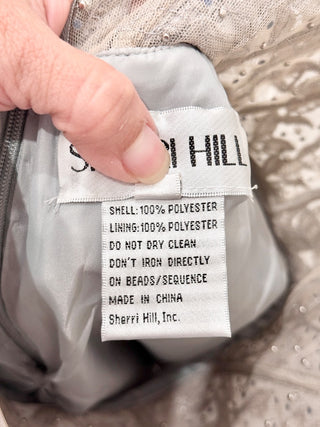 HILL
SHELL: 100% POLYESTER
LINING: 100% POLYESTER
DO NOT DRY CLEAN
DON'T IRON DIRECTLY
ON BEADS/SEQUENCE
MADE IN CHINA
Sherri Hill, Inc.